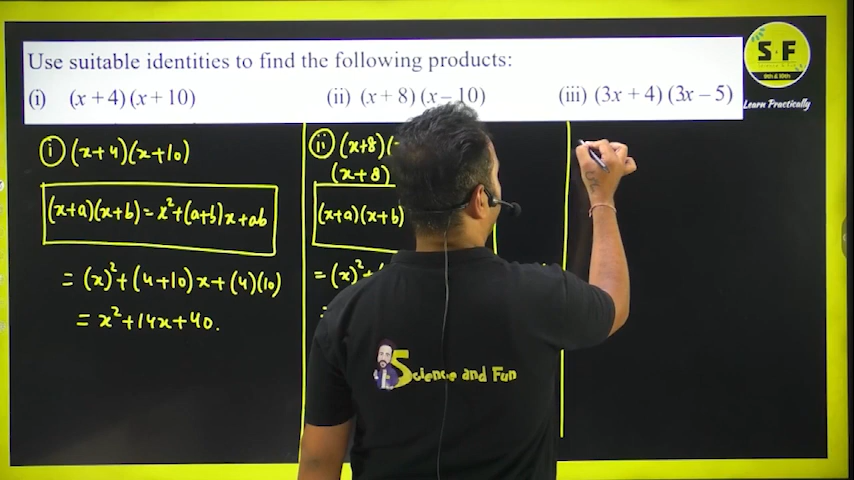 Use suitable identities to find the following products:
(i) (x + 4) (x + 10) (ii) (x + 8) (x – 10) (iii) (3x + 4) (3x – 5)
S F
9th & 10th
Learn Practically
(i) (x+4)(x+10)
(x+a)(x+b) = x²+(a+b)x+ab
= (x)²+(4+10)x+(4)(10)
= x²+14x+40.
(ii) (x+8)(
(x+8)
(x+a)(x+b)
= (x)²+
=
Science and Fun